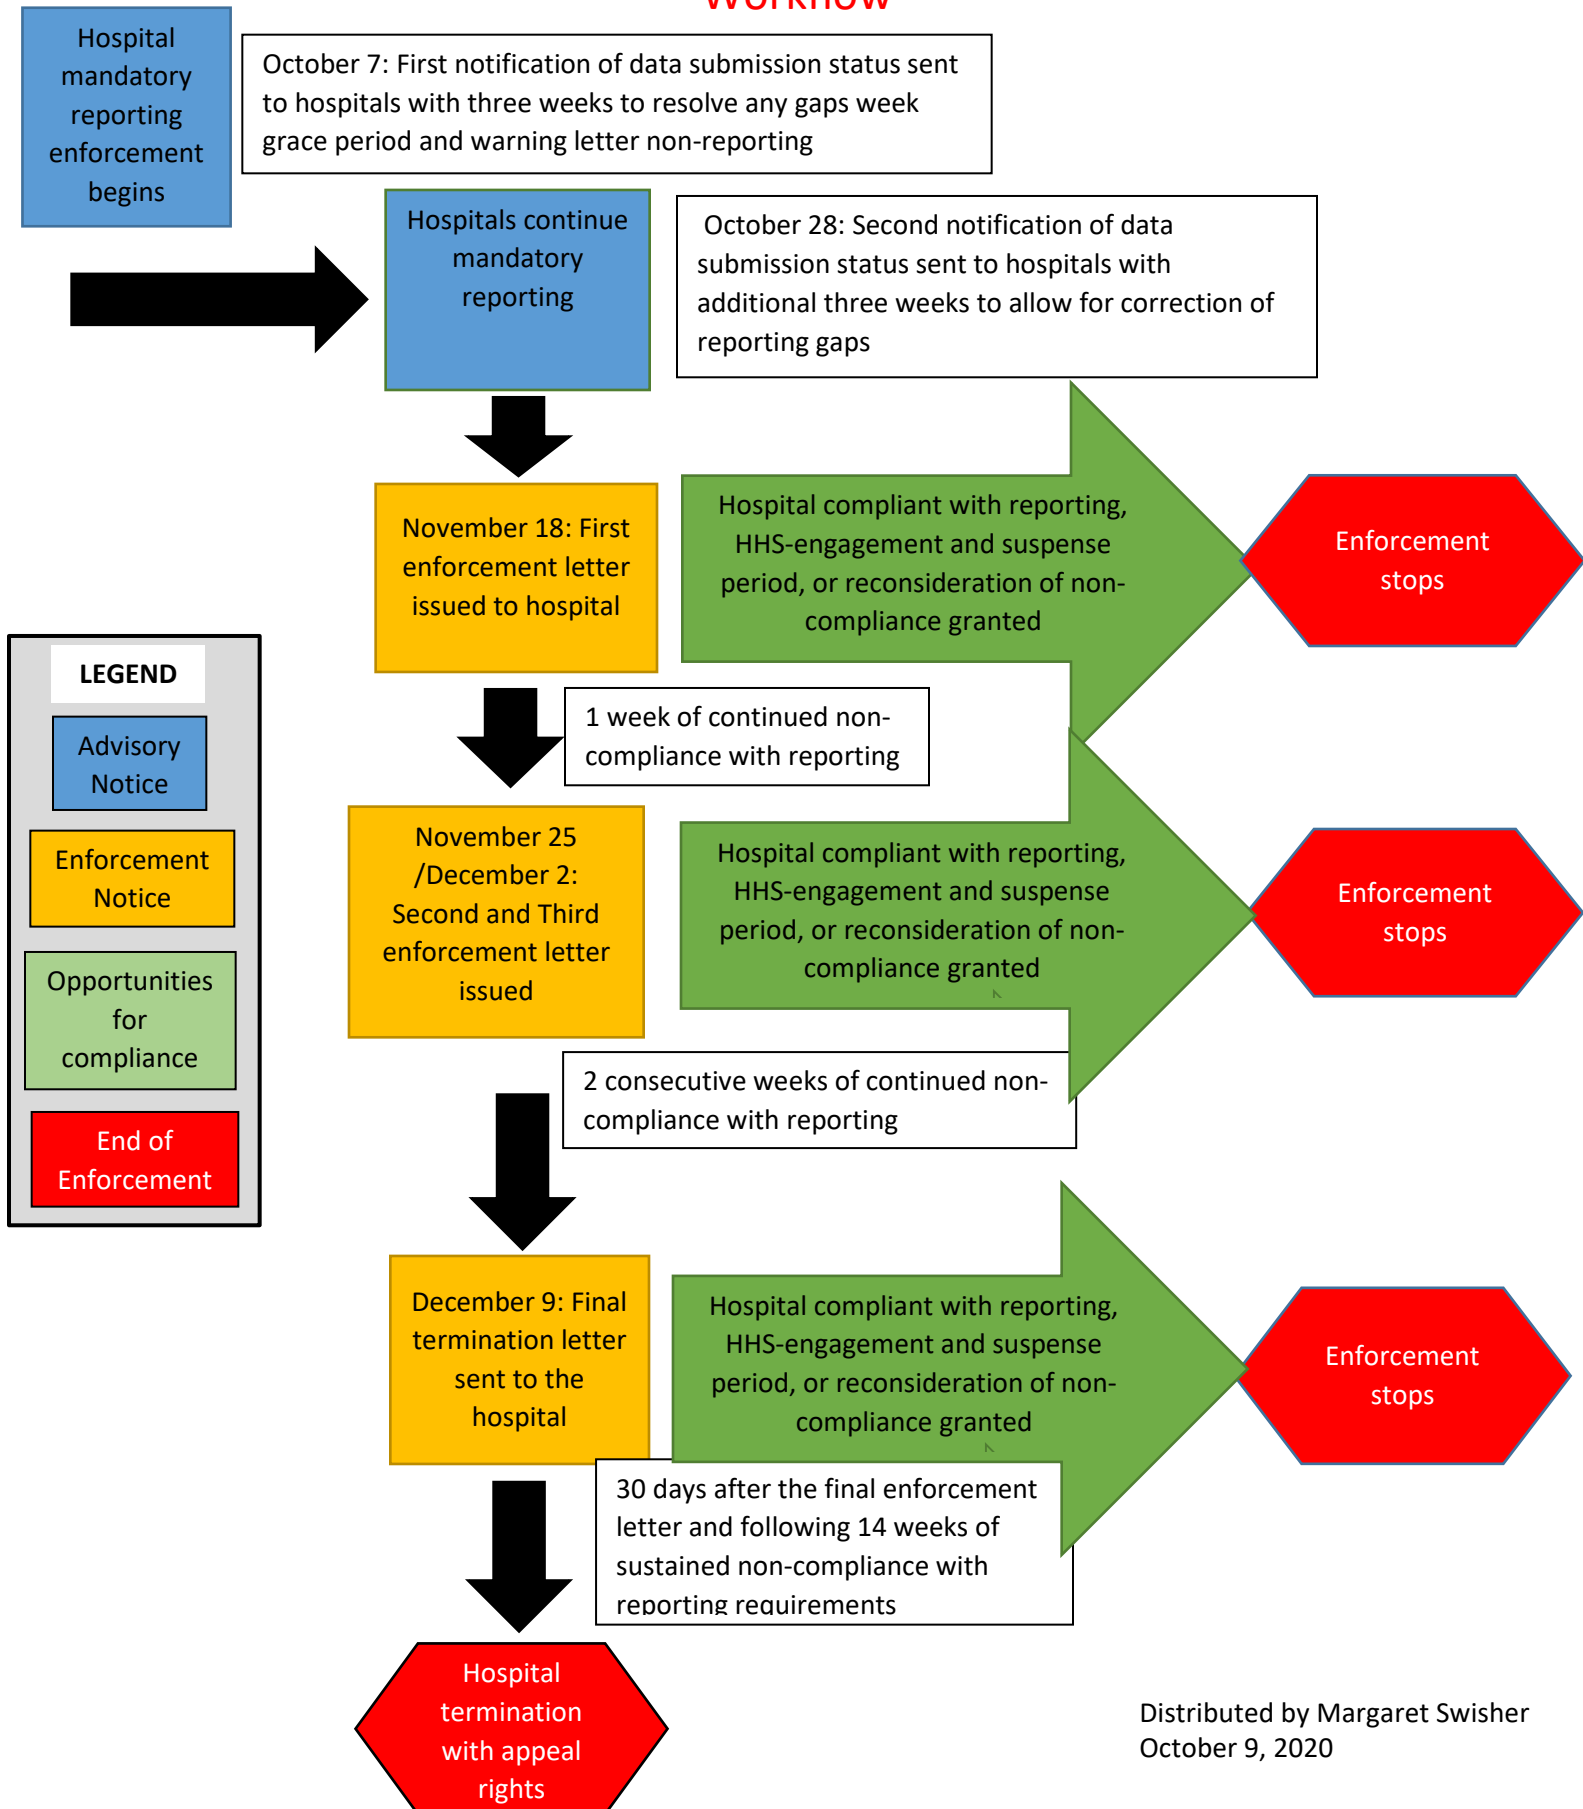 Workflow
Hospital
mandatory
reporting
enforcement
begins
October 7: First notification of data submission status sent
to hospitals with three weeks to resolve any gaps week
grace period and warning letter non-reporting
Hospitals continue
mandatory
reporting
October 28: Second notification of data
submission status sent to hospitals with
additional three weeks to allow for correction of
reporting gaps
November 18: First
enforcement letter
issued to hospital
Hospital compliant with reporting,
HHS-engagement and suspense
period, or reconsideration of non-
compliance granted
Enforcement
stops
LEGEND
Advisory
Notice
Enforcement
Notice
Opportunities
for
compliance
End of
Enforcement
1 week of continued non-
compliance with reporting
November 25
/December 2:
Second and Third
enforcement letter
issued
Hospital compliant with reporting,
HHS-engagement and suspense
period, or reconsideration of non-
compliance granted
Enforcement
stops
2 consecutive weeks of continued non-
compliance with reporting
December 9: Final
termination letter
sent to the
hospital
Hospital compliant with reporting,
HHS-engagement and suspense
period, or reconsideration of non-
compliance granted
Enforcement
stops
30 days after the final enforcement
letter and following 14 weeks of
sustained non-compliance with
reporting requirements
Hospital
termination
with appeal
rights
Distributed by Margaret Swisher
October 9, 2020